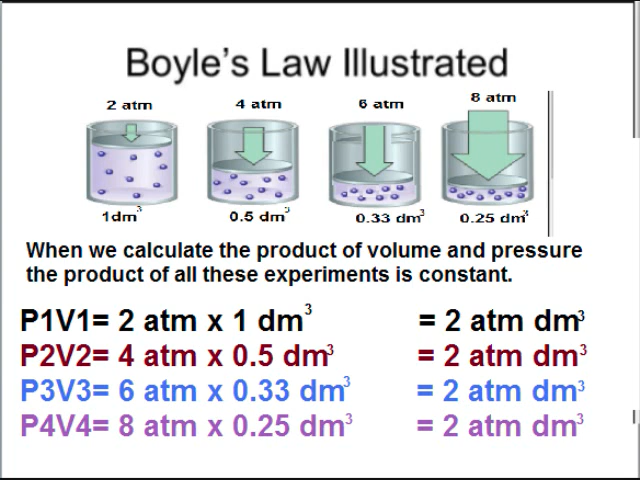 Boyle's Law Illustrated
2 atm 4 atm 6 atm 8 atm
1dm³ 0.5 dm³ 0.33 dm³ 0.25 dm³
When we calculate the product of volume and pressure
the product of all these experiments is constant.
P1V1= 2 atm x 1 dm³ = 2 atm dm³
P2V2= 4 atm x 0.5 dm³ = 2 atm dm³
P3V3= 6 atm x 0.33 dm³ = 2 atm dm³
P4V4= 8 atm x 0.25 dm³ = 2 atm dm³